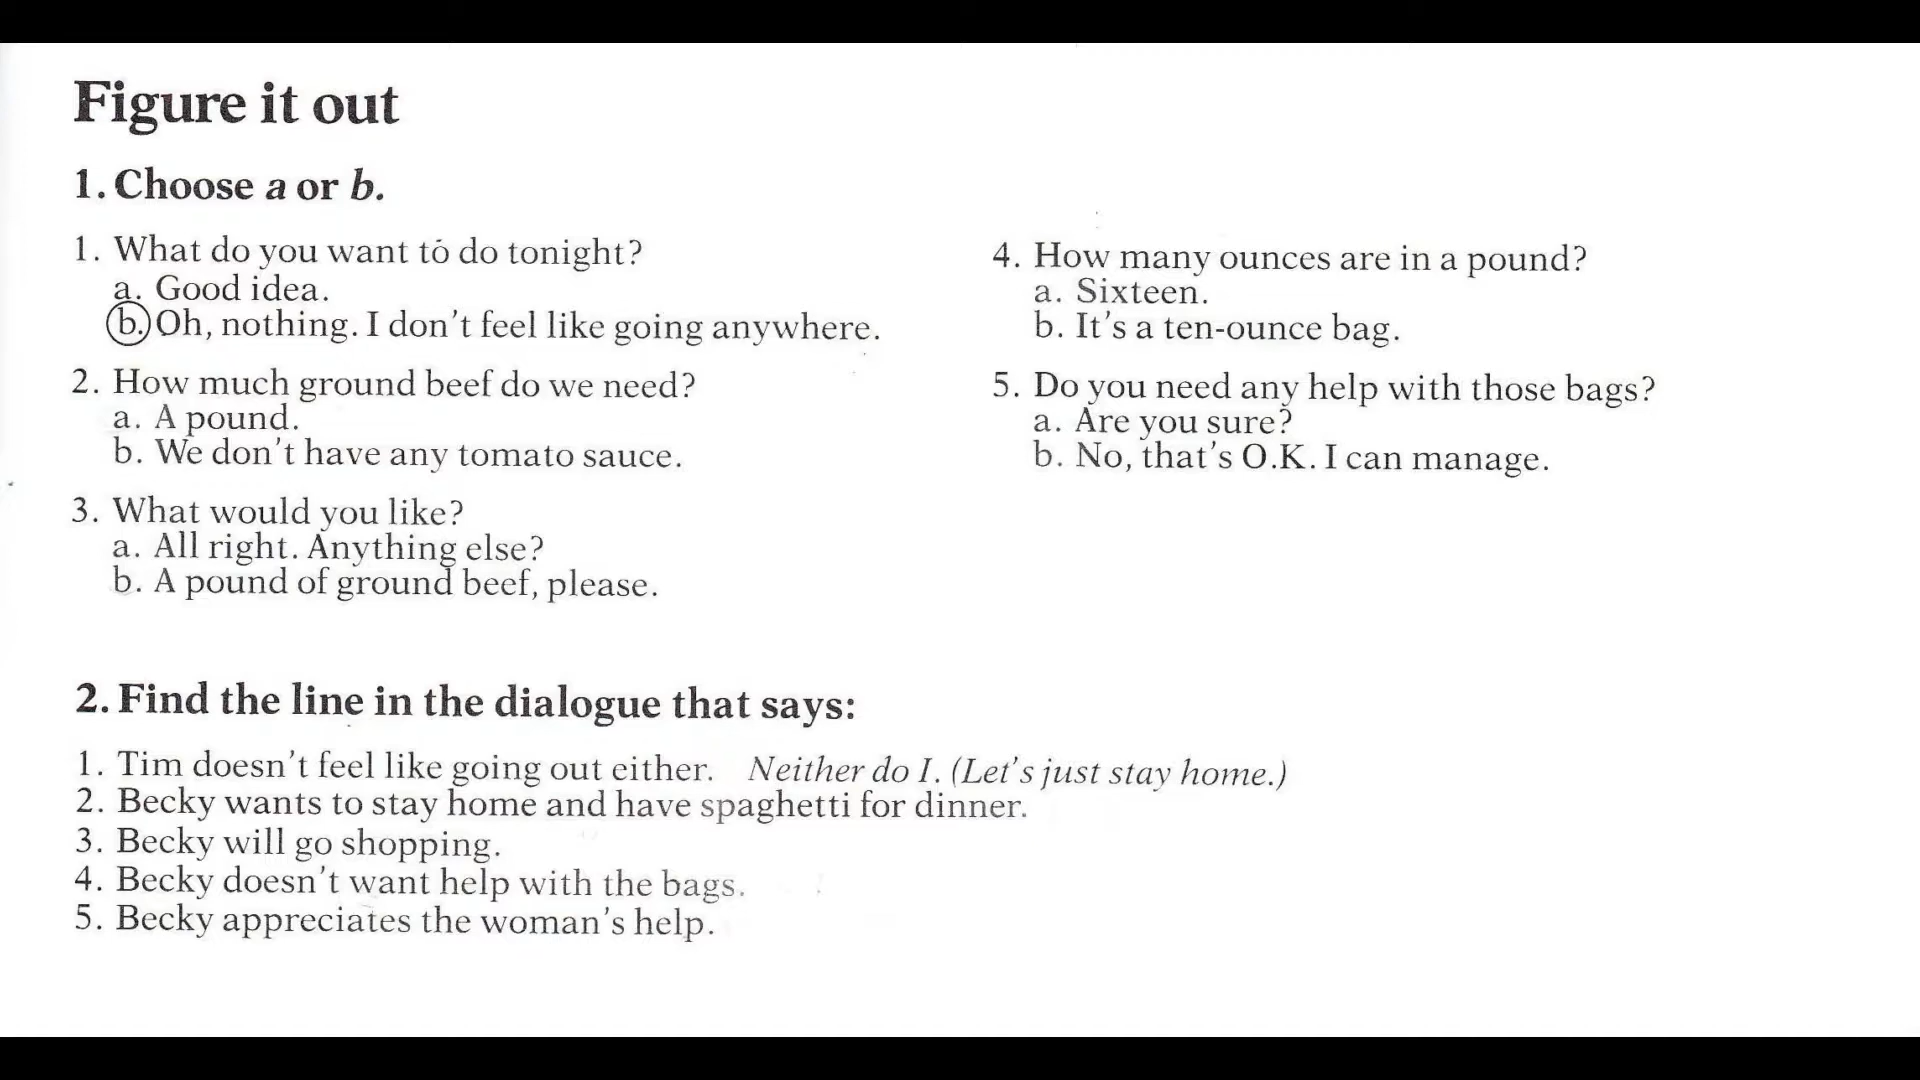 Figure it out
1. Choose a or b.
1. What do you want to do tonight?
a. Good idea.
b. Oh, nothing. I don't feel like going anywhere.
2. How much ground beef do we need?
a. A pound.
b. We don't have any tomato sauce.
3. What would you like?
a. All right. Anything else?
b. A pound of ground beef, please.
4. How many ounces are in a pound?
a. Sixteen.
b. It's a ten-ounce bag.
5. Do you need any help with those bags?
a. Are you sure?
b. No, that's O.K. I can manage.
2. Find the line in the dialogue that says:
1. Tim doesn't feel like going out either. Neither do I. (Let's just stay home.)
2. Becky wants to stay home and have spaghetti for dinner.
3. Becky will go shopping.
4. Becky doesn't want help with the bags.
5. Becky appreciates the woman's help.